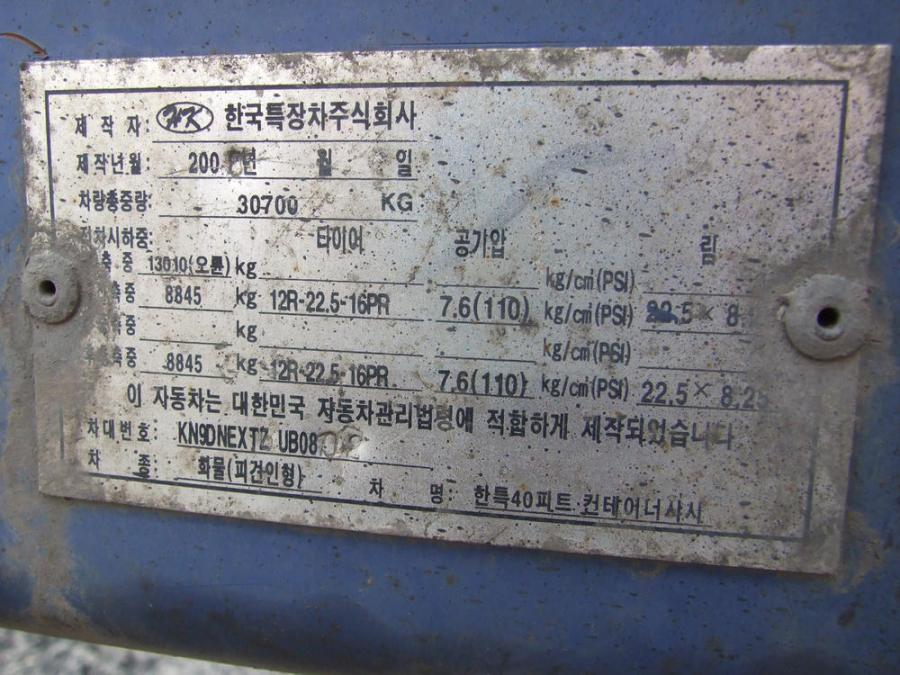 제 작 자: HK 한국특장차주식회사
제작년월: 200 년 월 일
차량총중량: 30700 KG
타이어 공기압 림
축 중 13010(오륜) kg kg/cm²(PSI)
축중 8845 kg 12R-22.5-16PR 7.6(110) kg/cm²(PSI) 22.5 × 8.
축중 kg kg/cm²(PSI)
축중 8845 kg 12R-22.5-16PR 7.6(110) kg/cm²(PSI) 22.5 × 8.25
이 자동차는 대한민국 자동차관리법령에 적합하게 제작되었습니다
차대번호: KN9DNEXTZ UB08
차 종: 화물(피견인형) 차 명: 한특40피트 컨테이너샤시